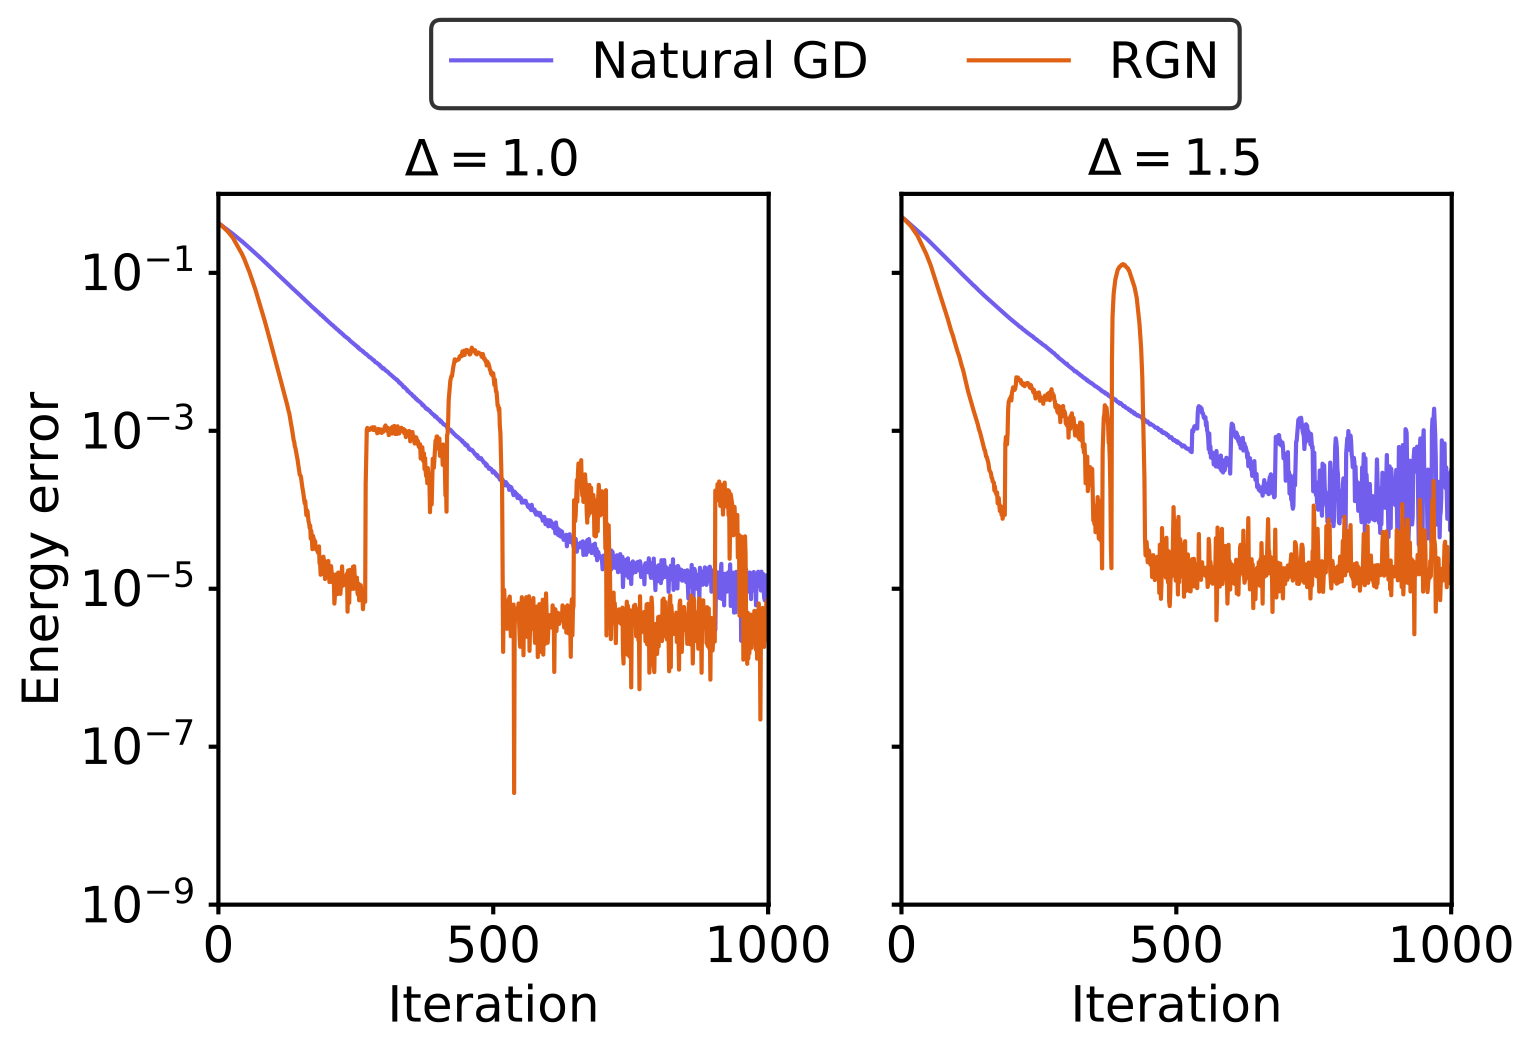 Natural GD RGN
Δ = 1.0 Δ = 1.5
Energy error
10⁻¹
10⁻³
10⁻⁵
10⁻⁷
10⁻⁹
0 500 1000 0 500 1000
Iteration Iteration